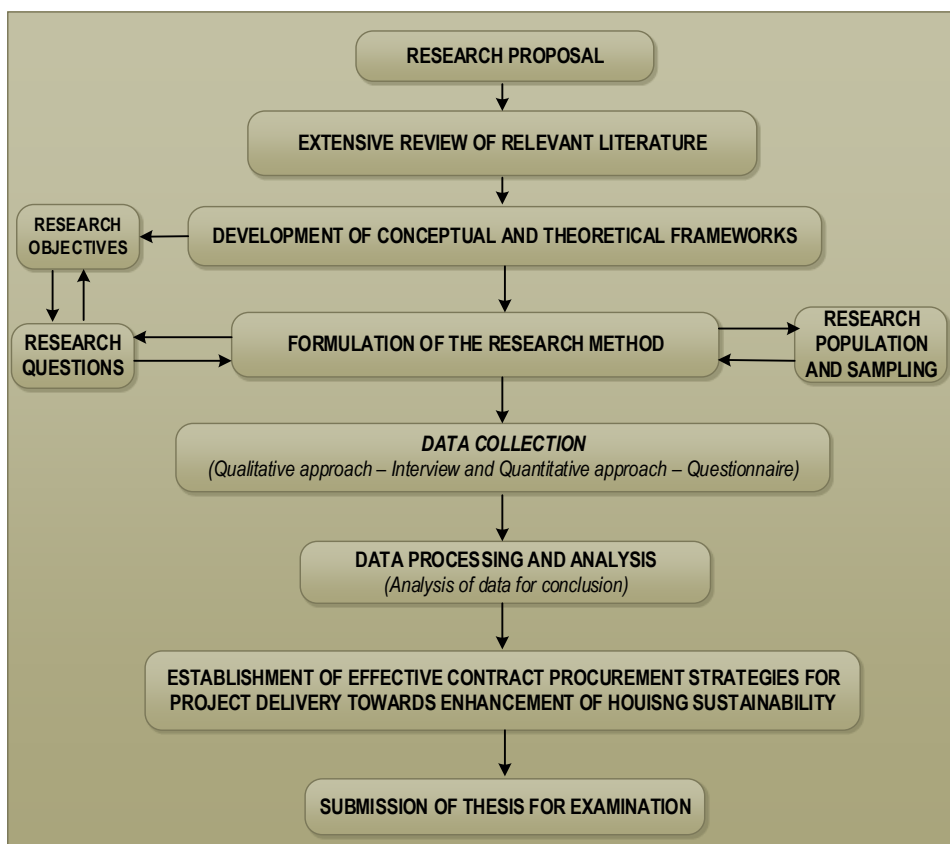 RESEARCH PROPOSAL
EXTENSIVE REVIEW OF RELEVANT LITERATURE
RESEARCH
OBJECTIVES
DEVELOPMENT OF CONCEPTUAL AND THEORETICAL FRAMEWORKS
RESEARCH
QUESTIONS
FORMULATION OF THE RESEARCH METHOD
RESEARCH
POPULATION
AND SAMPLING
DATA COLLECTION
(Qualitative approach – Interview and Quantitative approach – Questionnaire)
DATA PROCESSING AND ANALYSIS
(Analysis of data for conclusion)
ESTABLISHMENT OF EFFECTIVE CONTRACT PROCUREMENT STRATEGIES FOR
PROJECT DELIVERY TOWARDS ENHANCEMENT OF HOUISNG SUSTAINABILITY
SUBMISSION OF THESIS FOR EXAMINATION